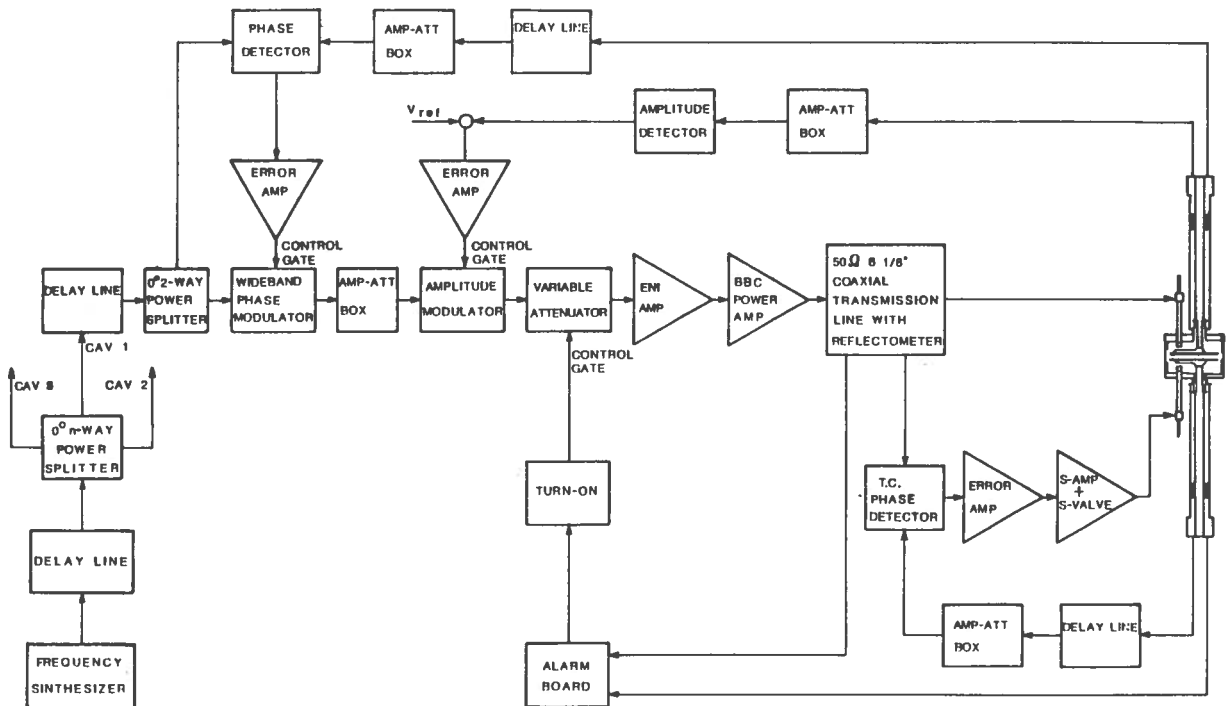 PHASE
DETECTOR
AMP-ATT
BOX
DELAY LINE
Vref
AMPLITUDE
DETECTOR
AMP-ATT
BOX
ERROR
AMP
ERROR
AMP
CONTROL
GATE
CONTROL
GATE
DELAY LINE
0° 2-WAY
POWER
SPLITTER
WIDEBAND
PHASE
MODULATOR
AMP-ATT
BOX
AMPLITUDE
MODULATOR
VARIABLE
ATTENUATOR
ENI
AMP
BBC
POWER
AMP
50Ω 6 1/8"
COAXIAL
TRANSMISSION
LINE WITH
REFLECTOMETER
CAV 1
CONTROL
GATE
CAV 8
CAV 2
0° n-WAY
POWER
SPLITTER
TURN-ON
T.C.
PHASE
DETECTOR
ERROR
AMP
S-AMP
+
S-VALVE
DELAY LINE
AMP-ATT
BOX
DELAY LINE
FREQUENCY
SINTHESIZER
ALARM
BOARD